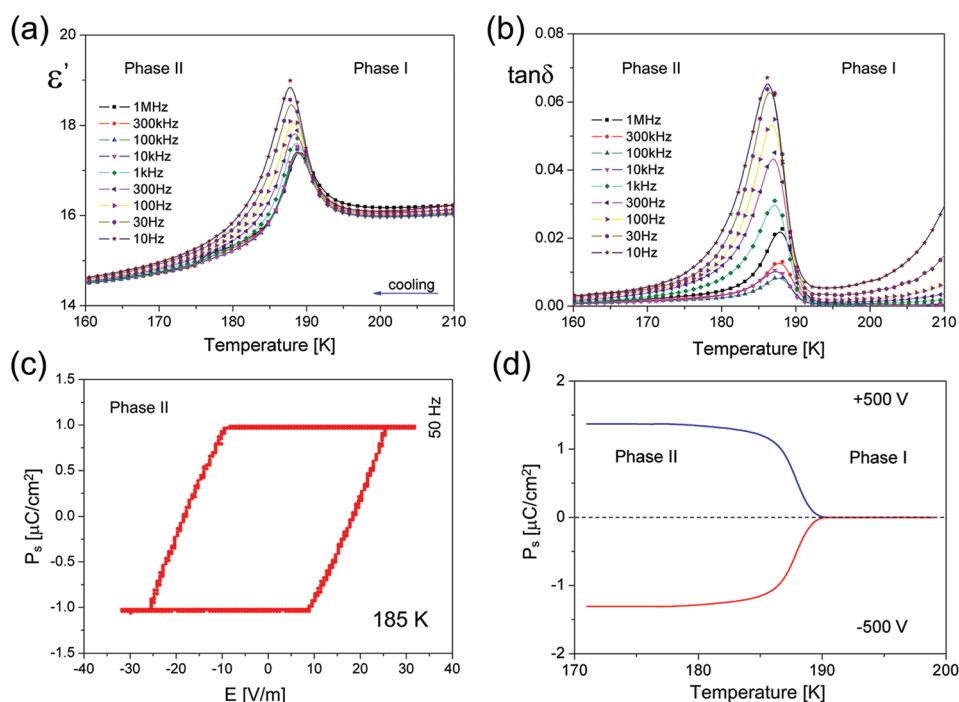 (a)
20
ε'
Phase II
Phase I
1MHz
300kHz
100kHz
10kHz
1kHz
300Hz
100Hz
30Hz
10Hz
18
16
14
cooling
160
170
180
190
200
210
Temperature [K]
(b)
0.08
tanδ
Phase II
Phase I
1MHz
300kHz
100kHz
10kHz
1kHz
300Hz
100Hz
30Hz
10Hz
0.06
0.04
0.02
0.00
160
170
180
190
200
210
Temperature [K]
(c)
1.5
1.0
0.5
0.0
-0.5
-1.0
-1.5
Phase II
50 Hz
Ps [μC/cm2]
185 K
-40
-30
-20
-10
0
10
20
30
40
E [V/m]
(d)
2
1
0
-1
-2
+500 V
Phase II
Phase I
Ps [μC/cm2]
-500 V
170
180
190
200
Temperature [K]